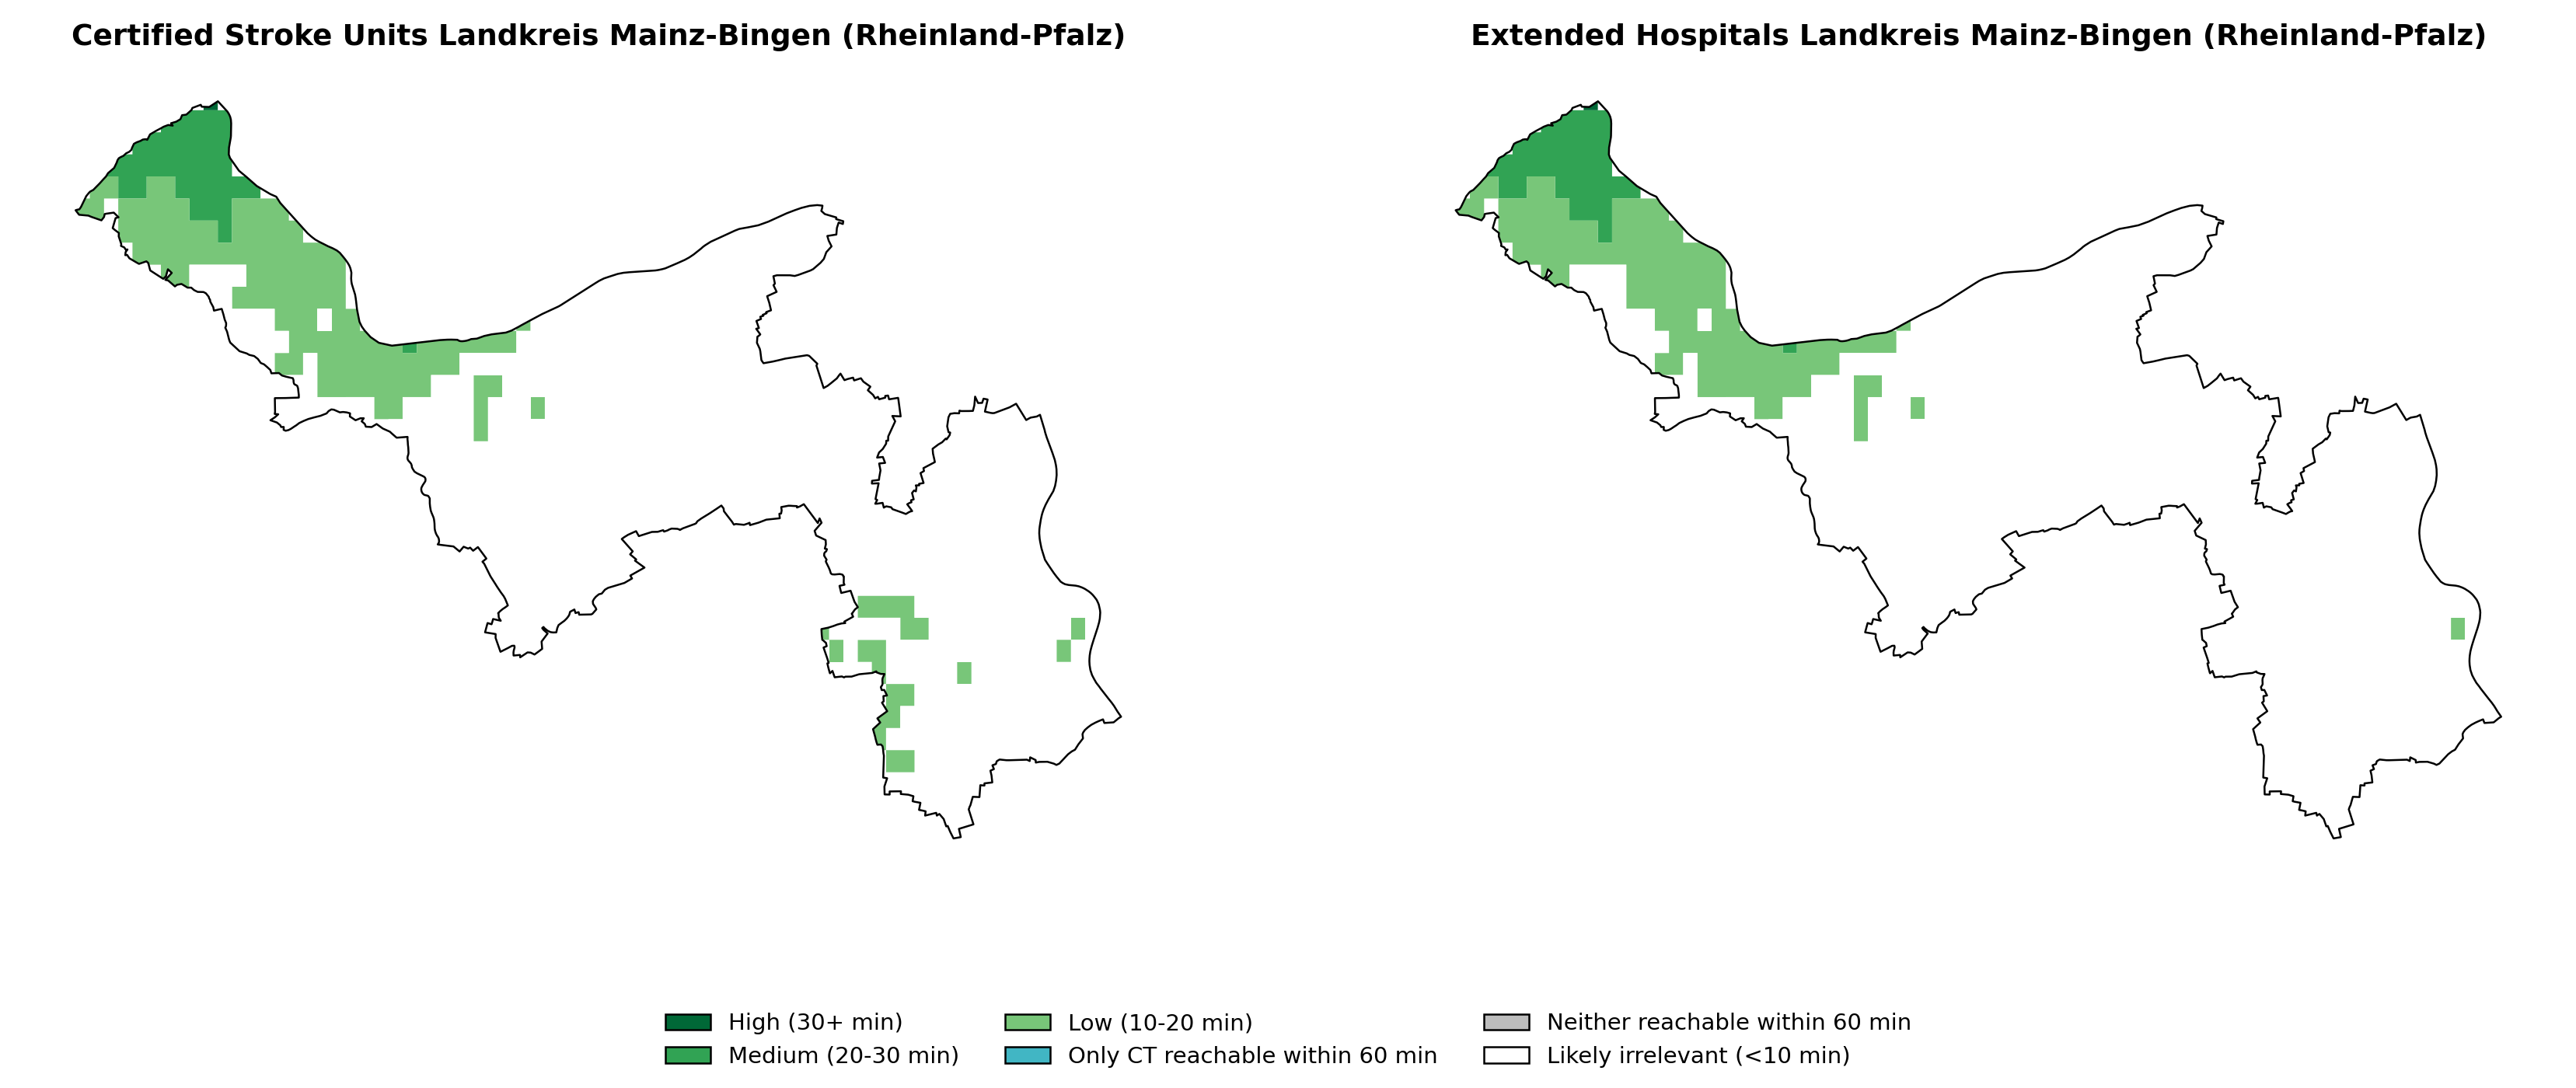 Certified Stroke Units Landkreis Mainz-Bingen (Rheinland-Pfalz)
Extended Hospitals Landkreis Mainz-Bingen (Rheinland-Pfalz)
High (30+ min)
Medium (20-30 min)
Low (10-20 min)
Only CT reachable within 60 min
Neither reachable within 60 min
Likely irrelevant (<10 min)